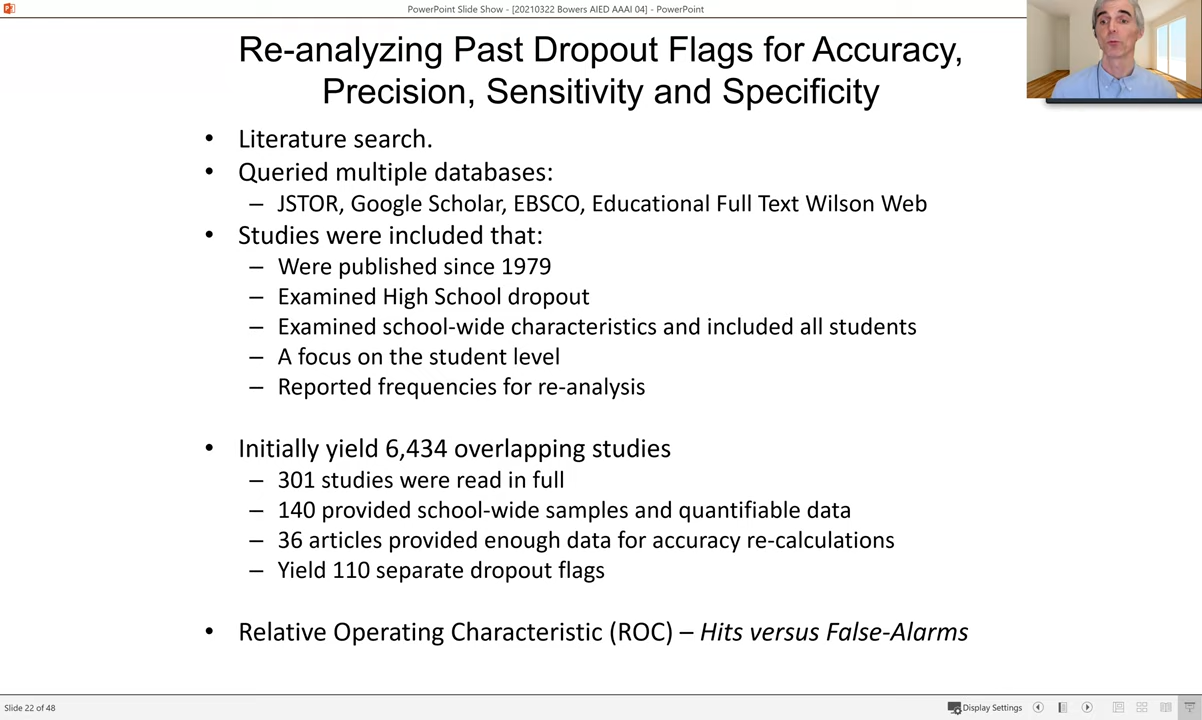 PowerPoint Slide Show - [20210322 Bowers AIED AAAI 04] - PowerPoint
Re-analyzing Past Dropout Flags for Accuracy,
Precision, Sensitivity and Specificity
• Literature search.
• Queried multiple databases:
– JSTOR, Google Scholar, EBSCO, Educational Full Text Wilson Web
• Studies were included that:
– Were published since 1979
– Examined High School dropout
– Examined school-wide characteristics and included all students
– A focus on the student level
– Reported frequencies for re-analysis
• Initially yield 6,434 overlapping studies
– 301 studies were read in full
– 140 provided school-wide samples and quantifiable data
– 36 articles provided enough data for accuracy re-calculations
– Yield 110 separate dropout flags
• Relative Operating Characteristic (ROC) – Hits versus False-Alarms
Slide 22 of 48
Display Settings